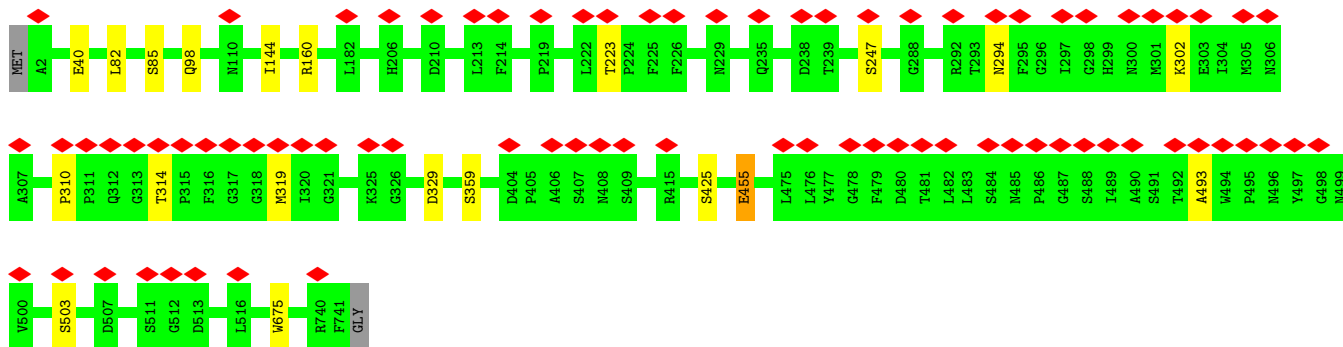 MET A2 E40 L82 S85 Q98 N110 I144 R160 L182 H206 D210 L213 F214 P219 L222 T223 P224 F225 F226 N229 Q235 D238 T239 S247 G288 R292 T293 N294 F295 G296 I297 G298 H299 N300 M301 K302 E303 I304 M305 N306
A307 P310 P311 Q312 G313 T314 P315 F316 G317 G318 M319 I320 G321 K325 G326 D329 S359 D404 P405 A406 S407 N408 S409 R415 S425 E455 L475 L476 Y477 G478 F479 D480 T481 L482 L483 S484 N485 P486 G487 S488 I489 A490 S491 T492 A493 W494 P495 N496 Y497 G498 N499
V500 S503 D507 S511 G512 D513 L516 W675 R740 F741 GLY